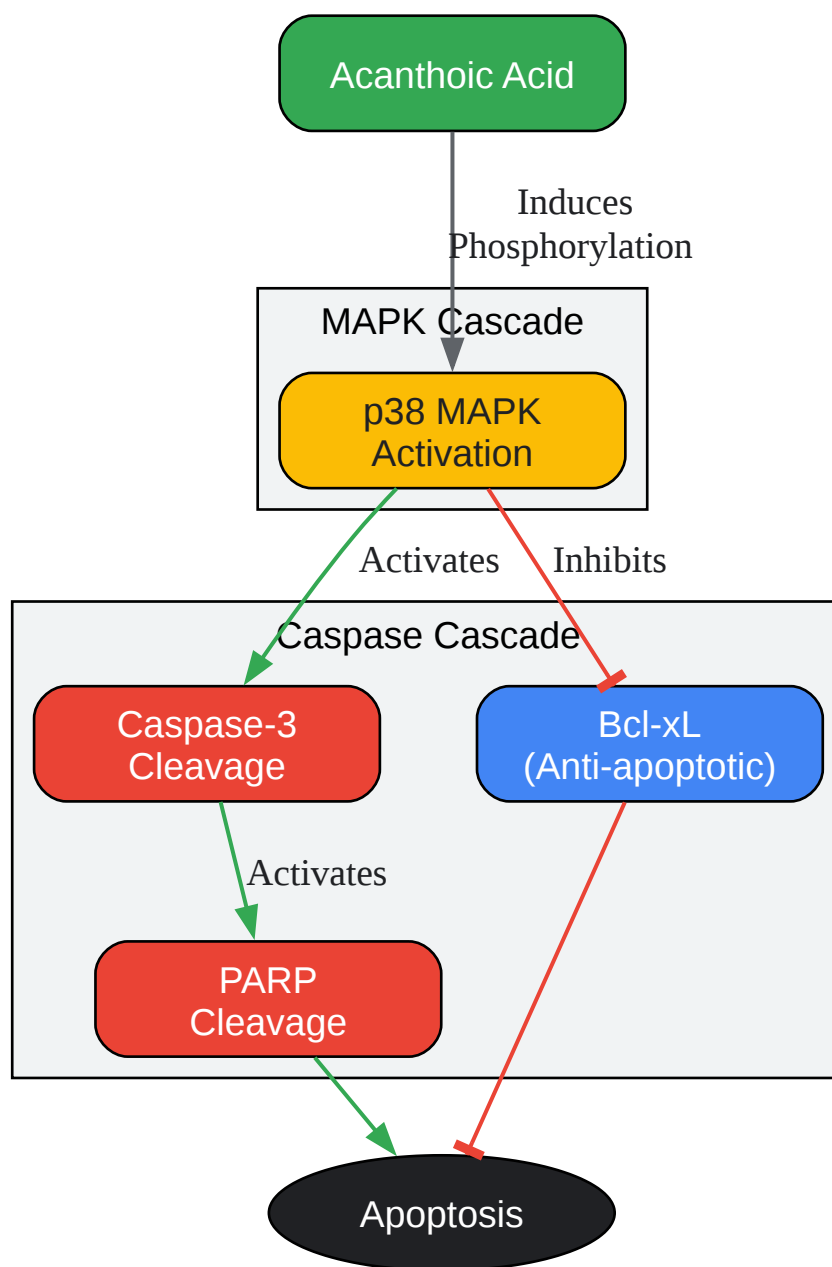 Acanthoic Acid
Induces
Phosphorylation
MAPK Cascade
p38 MAPK
Activation
Activates
Inhibits
Caspase Cascade
Caspase-3
Cleavage
Bcl-xL
(Anti-apoptotic)
Activates
PARP
Cleavage
Apoptosis